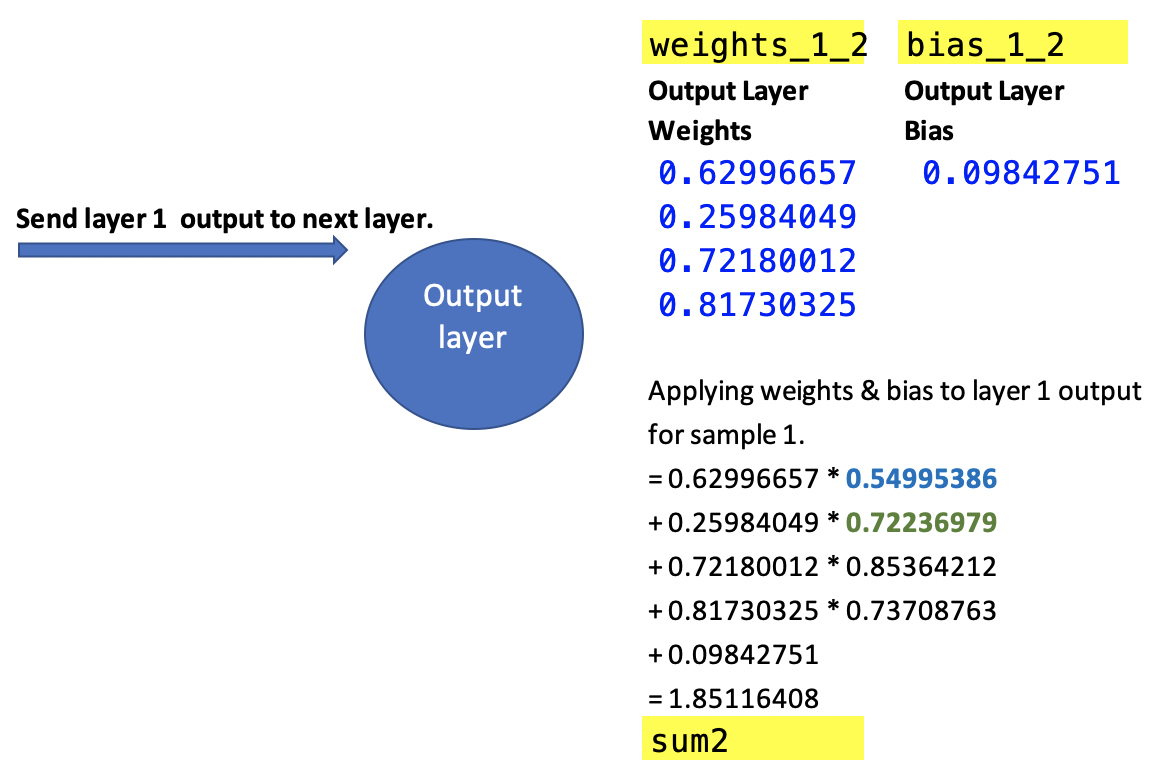 weights_1_2
bias_1_2
Output Layer
Weights
0.62996657
0.25984049
0.72180012
0.81730325
Output Layer
Bias
0.09842751
Send layer 1 output to next layer.
Output
layer
Applying weights & bias to layer 1 output
for sample 1.
= 0.62996657 * 0.54995386
+ 0.25984049 * 0.72236979
+ 0.72180012 * 0.85364212
+ 0.81730325 * 0.73708763
+ 0.09842751
= 1.85116408
sum2